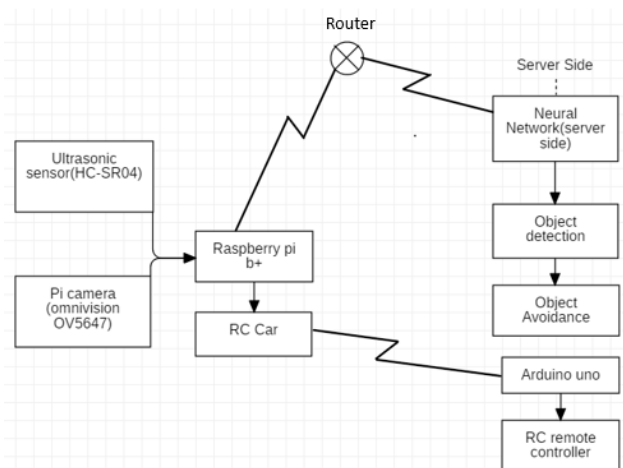 Router
Server Side
Neural
Network(server
side)
Ultrasonic
sensor(HC-SR04)
Object
detection
Raspberry pi
b+
Pi camera
(omnivision
OV5647)
Object
Avoidance
RC Car
Arduino uno
RC remote
controller